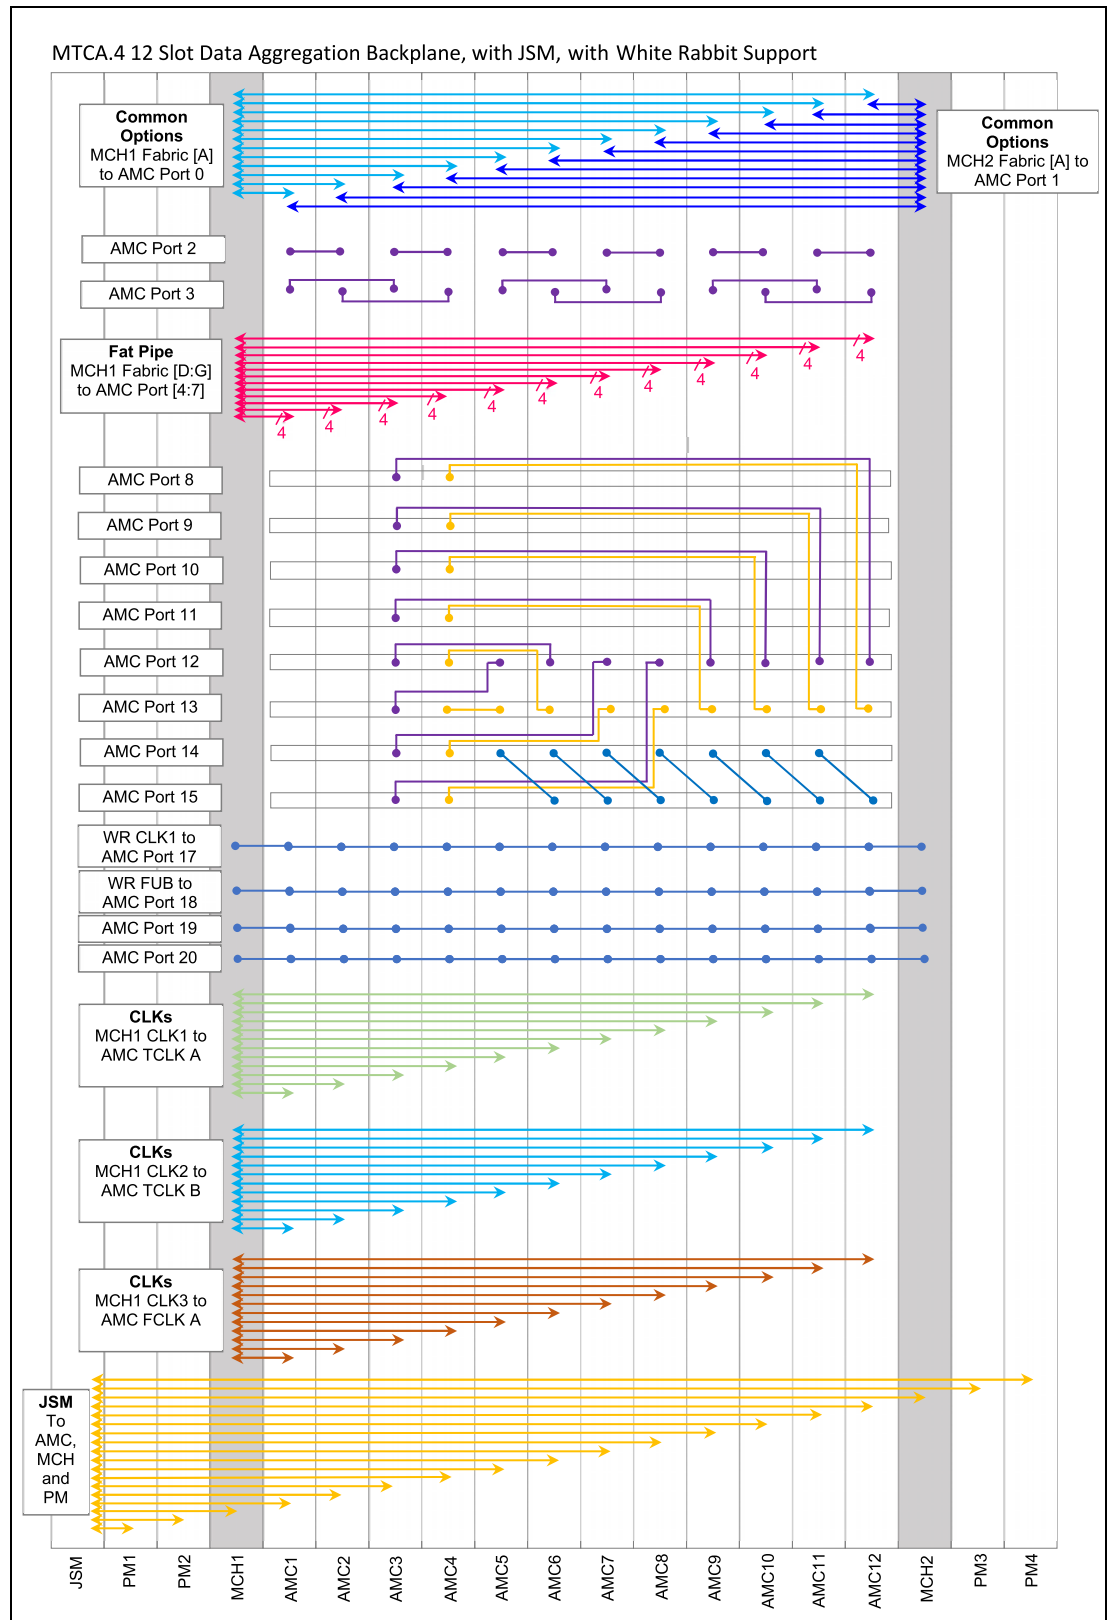 MTCA.4 12 Slot Data Aggregation Backplane, with JSM, with White Rabbit Support
Common
Options
MCH1 Fabric [A]
to AMC Port 0
Common
Options
MCH2 Fabric [A] to
AMC Port 1
AMC Port 2
AMC Port 3
Fat Pipe
MCH1 Fabric [D:G]
to AMC Port [4:7]
4
4
4
4
4
4
4
4
4
4
4
4
AMC Port 8
AMC Port 9
AMC Port 10
AMC Port 11
AMC Port 12
AMC Port 13
AMC Port 14
AMC Port 15
WR CLK1 to
AMC Port 17
WR FUB to
AMC Port 18
AMC Port 19
AMC Port 20
CLKs
MCH1 CLK1 to
AMC TCLK A
CLKs
MCH1 CLK2 to
AMC TCLK B
CLKs
MCH1 CLK3 to
AMC FCLK A
JSM
To
AMC,
MCH
and
PM
JSM
PM1
PM2
MCH1
AMC1
AMC2
AMC3
AMC4
AMC5
AMC6
AMC7
AMC8
AMC9
AMC10
AMC11
AMC12
MCH2
PM3
PM4